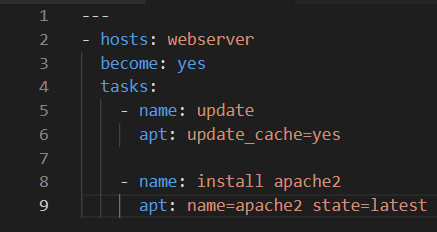 1 ---
2 - hosts: webserver
3   become: yes
4   tasks:
5     - name: update
6       apt: update_cache=yes
7
8     - name: install apache2
9       apt: name=apache2 state=latest